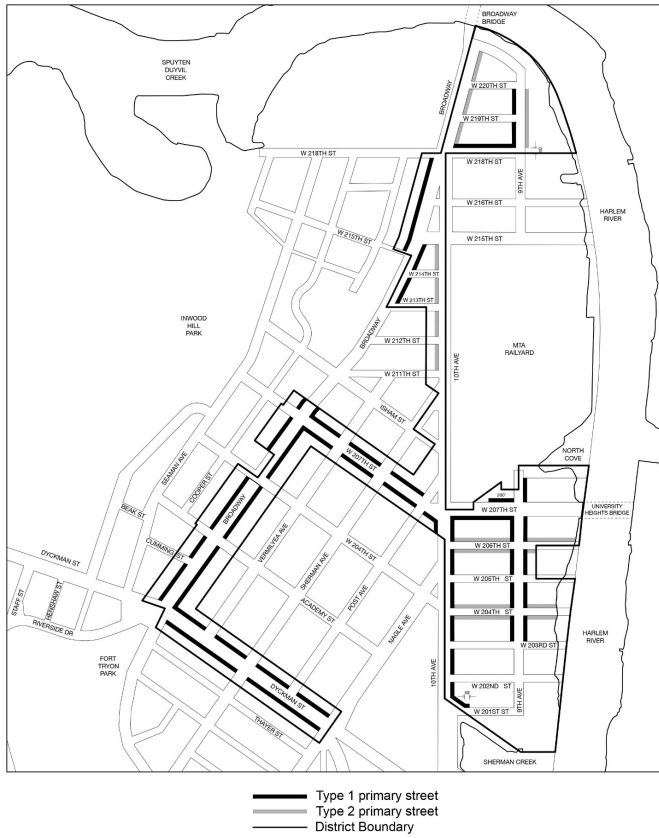 BROADWAY
BRIDGE
SPUYTEN
DUYVIL
CREEK
BROADWAY
W 220TH ST
W 219TH ST
W 218TH ST
W 218TH ST
9TH AVE
W 216TH ST
HARLEM
RIVER
W 215TH ST
W 215TH ST
W 214TH ST
W 213TH ST
INWOOD
HILL
PARK
BROADWAY
W 212TH ST
MTA
RAILYARD
10TH AVE
W 211TH ST
ISHAM ST
NORTH
COVE
SEAMAN AVE
COOPER ST
W 207TH ST
200'
BEAK ST
BROADWAY
W 207TH ST
UNIVERSITY
HEIGHTS BRIDGE
VERMILYEA AVE
W 204TH ST
CUMMING ST
W 206TH ST
DYCKMAN ST
SHERMAN AVE
W 205TH ST
STAFF ST
HENSHAW ST
ACADEMY ST
POST AVE
W 204TH ST
RIVERSIDE DR
NAGLE AVE
HARLEM
RIVER
W 203RD ST
FORT
TRYON
PARK
10TH AVE
DYCKMAN ST
W 202ND ST
9TH AVE
W 201ST ST
THAYER ST
SHERMAN CREEK
Type 1 primary street
Type 2 primary street
District Boundary